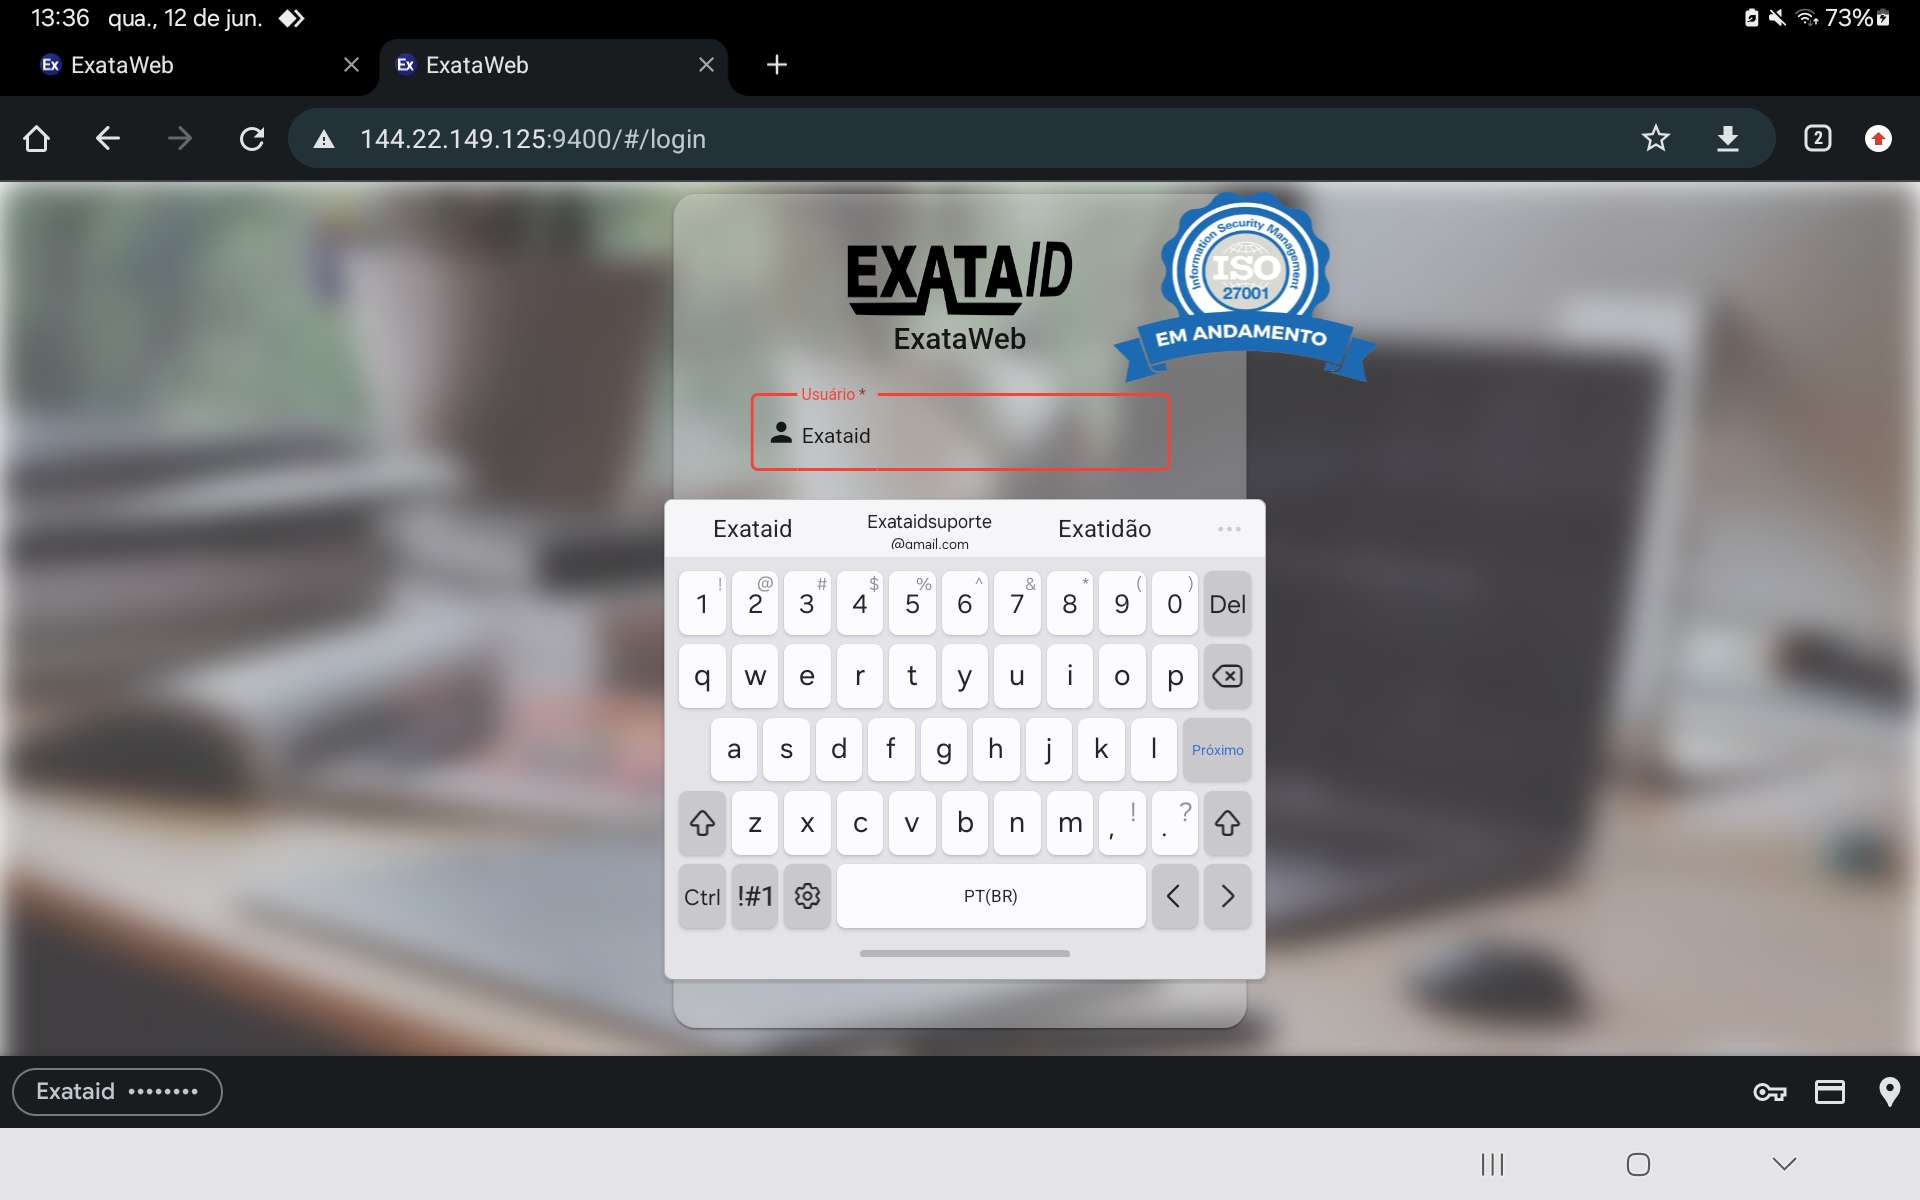 13:36 qua., 12 de jun. 73%
Ex ExataWeb
Ex ExataWeb
144.22.149.125:9400/#/login
2
EXATAID
ExataWeb
Information Security Management
ISO
27001
EM ANDAMENTO
Usuário *
Exataid
Exataid
Exataidsuporte
@gmail.com
Exatidão
...
! @ # $ % ^ & * ( )
1 2 3 4 5 6 7 8 9 0 Del
q w e r t y u i o p
a s d f g h j k l Próximo
z x c v b n m , ! . ?
Ctrl !#1 PT(BR) < >
Exataid ••••••••